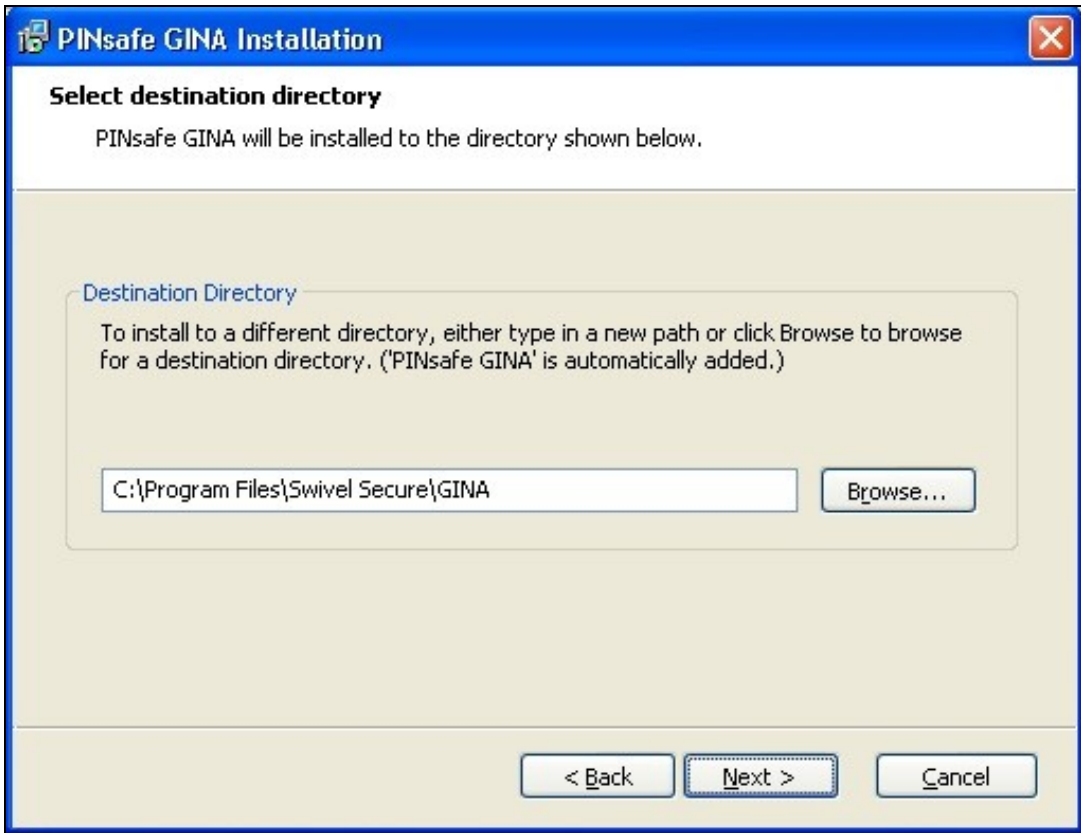 PINsafe GINA Installation
Select destination directory
PINsafe GINA will be installed to the directory shown below.
Destination Directory
To install to a different directory, either type in a new path or click Browse to browse
for a destination directory. ('PINsafe GINA' is automatically added.)
C:\Program Files\Swivel Secure\GINA
Browse...
< Back
Next >
Cancel